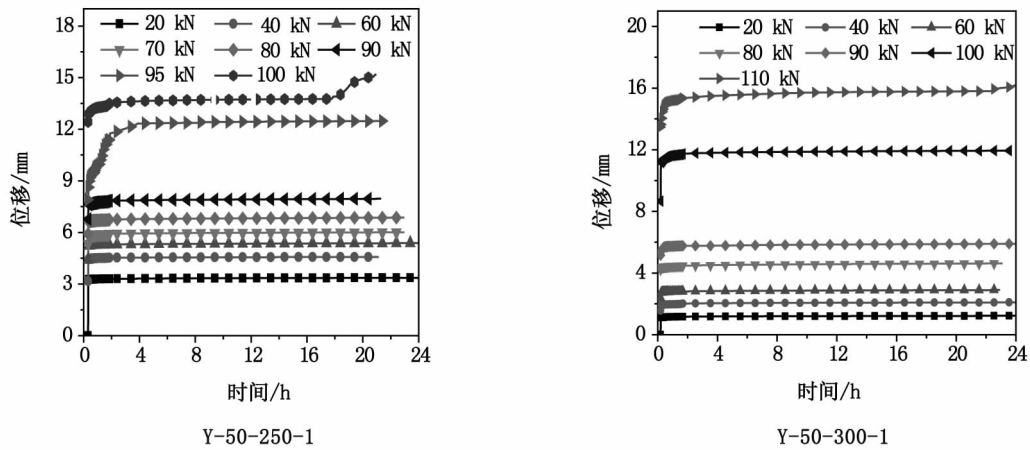 20 kN 40 kN 60 kN
70 kN 80 kN 90 kN
95 kN 100 kN
18
15
12
9
6
3
0
位移/mm
0 4 8 12 16 20 24
时间/h
Y-50-250-1
20 kN 40 kN 60 kN
80 kN 90 kN 100 kN
110 kN
20
16
12
8
4
0
位移/mm
0 4 8 12 16 20 24
时间/h
Y-50-300-1